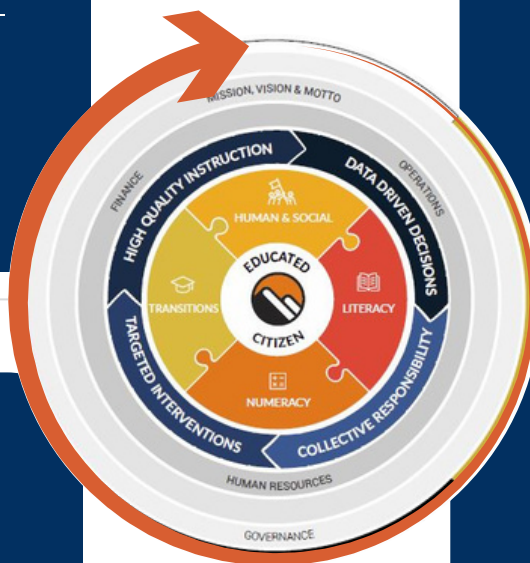 MISSION, VISION & MOTTO
FINANCE
OPERATIONS
HIGH QUALITY INSTRUCTION
DATA DRIVEN DECISIONS
HUMAN & SOCIAL
EDUCATED
TRANSITIONS
LITERACY
CITIZEN
NUMERACY
TARGETED INTERVENTIONS
COLLECTIVE RESPONSIBILITY
HUMAN RESOURCES
GOVERNANCE